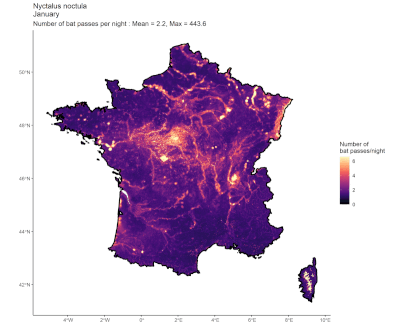 Nyctalus noctula
January
Number of bat passes per night : Mean = 2.2, Max = 443.6
50°N
48°N
46°N
44°N
42°N
4°W
2°W
0°
2°E
4°E
6°E
8°E
10°E
Number of
bat passes/night
6
4
2
0